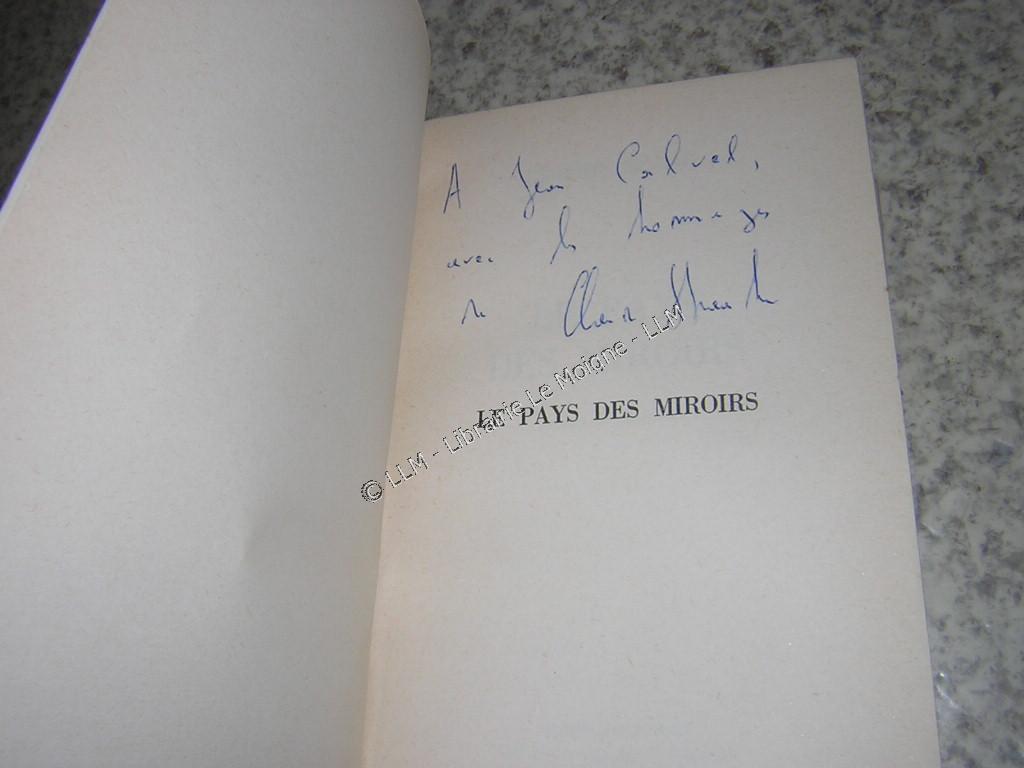 A Jean Calvel,
avec les hommages
de
LE PAYS DES MIROIRS
© LLM - Librairie Le Moigne - LLM